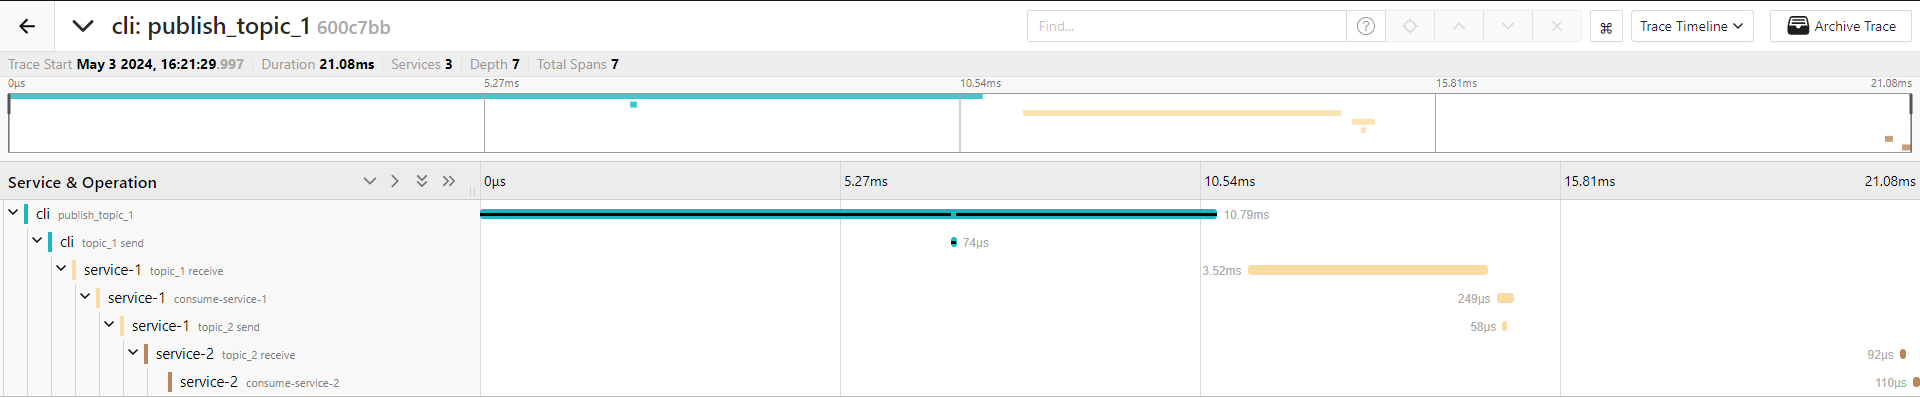 cli: publish_topic_1 600c7bb
Find...
?
⌘
Trace Timeline
Archive Trace
Trace Start May 3 2024, 16:21:29.997 Duration 21.08ms Services 3 Depth 7 Total Spans 7
0μs 5.27ms 10.54ms 15.81ms 21.08ms
Service & Operation 0μs 5.27ms 10.54ms 15.81ms 21.08ms
cli publish_topic_1 10.79ms
cli topic_1 send 74μs
service-1 topic_1 receive 3.52ms
service-1 consume-service-1 249μs
service-1 topic_2 send 58μs
service-2 topic_2 receive 92μs
service-2 consume-service-2 110μs